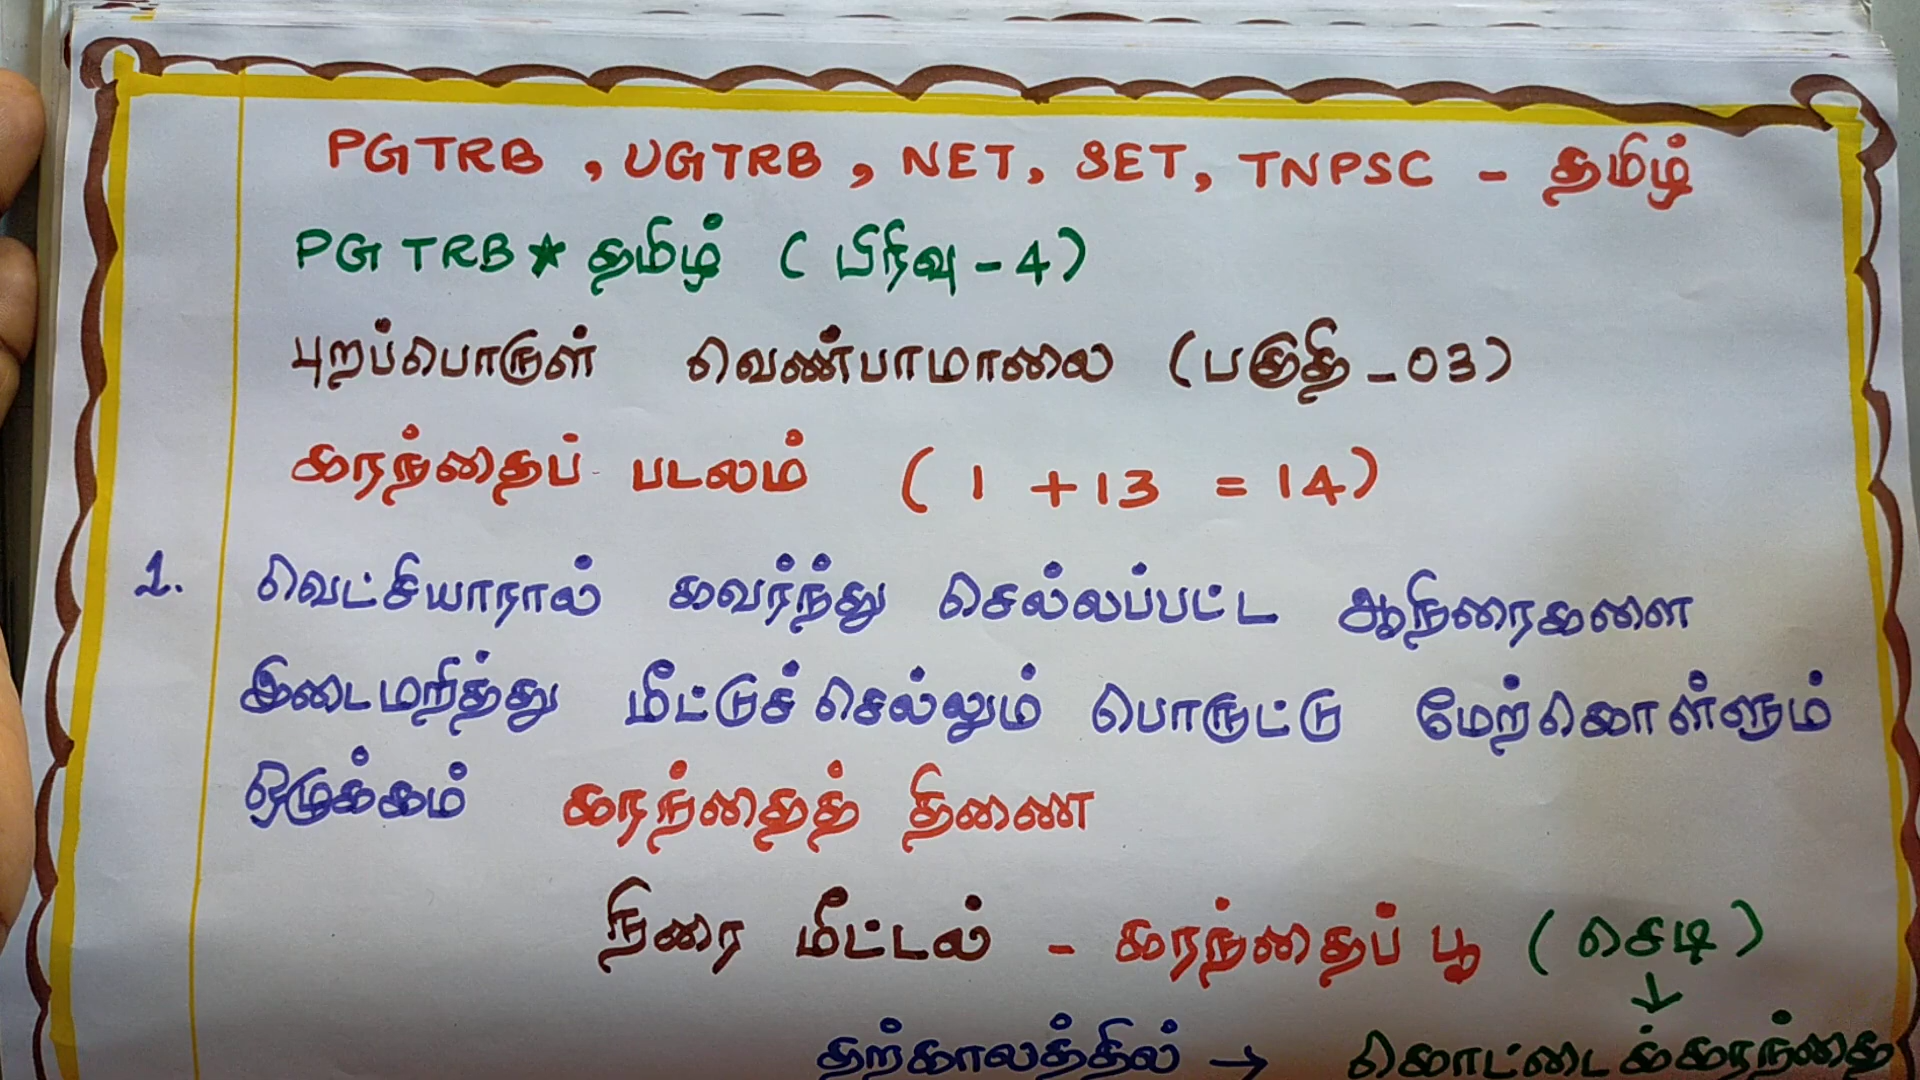 PGTRB , UGTRB , NET, SET, TNPSC - தமிழ்
PG TRB ★ தமிழ் ( பிரிவு - 4 )
புறப்பொருள் வெண்பாமாலை ( பகுதி - 03 )
கரந்தைப் படலம் ( 1 + 13 = 14 )
1. வெட்சியாரால் கவர்ந்து செல்லப்பட்ட ஆநிரைகளை
இடைமறித்து மீட்டுச் செல்லும் பொருட்டு மேற்கொள்ளும்
ஒழுக்கம் கரந்தைத் திணை
நிரை மீட்டல் - கரந்தைப் பூ ( செடி )
↓
தற்காலத்தில் → கொட்டைக்கரந்தை